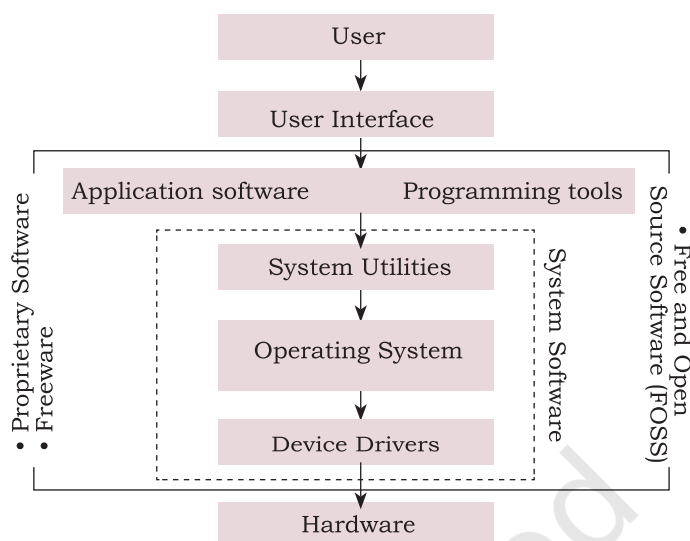 User
User Interface
Application software
Programming tools
System Utilities
Operating System
Device Drivers
Hardware
System Software
• Proprietary Software
• Freeware
• Free and Open
Source Software (FOSS)